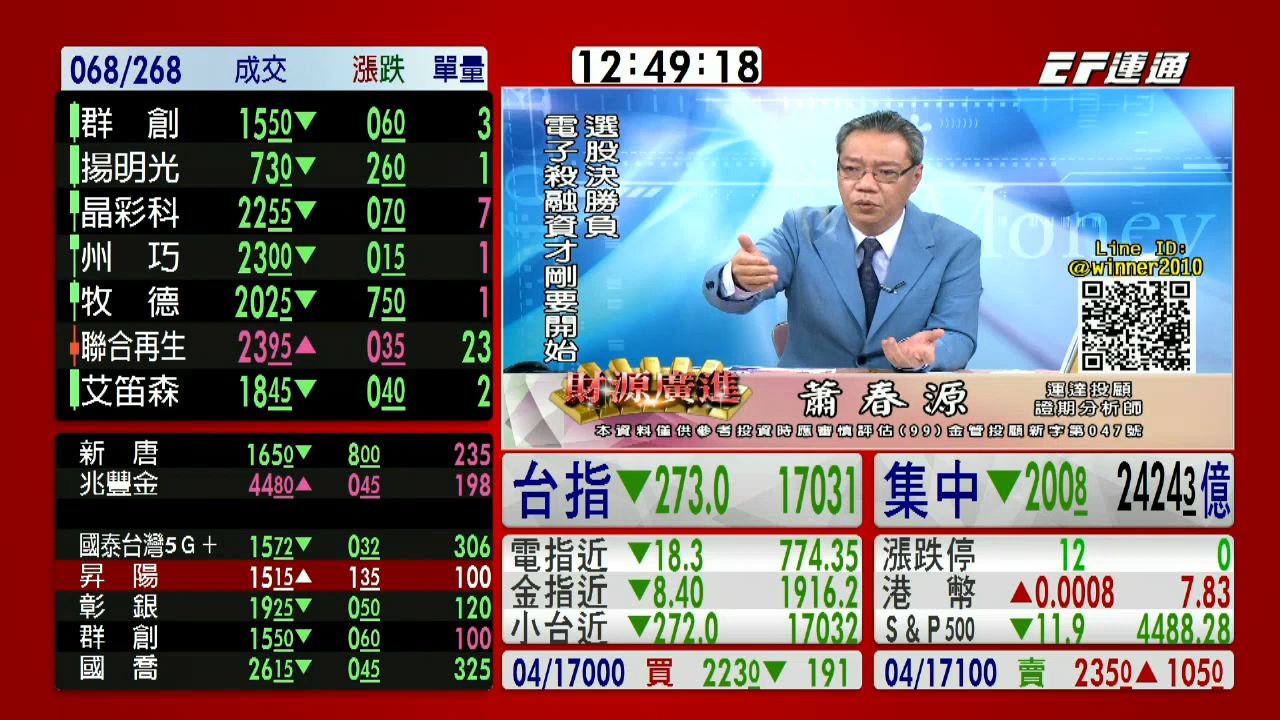 068/268 成交 漲跌 單量
群創 1550▼ 060 3
揚明光 730▼ 260 1
晶彩科 2255▼ 070 7
州巧 2300▼ 015 1
牧德 2025▼ 750 1
聯合再生 2395▲ 035 23
艾笛森 1845▼ 040 2
新唐 1650▼ 800 235
兆豐金 4480▲ 045 198
國泰台灣5G+ 1572▼ 032 306
昇陽 1515▲ 135 100
彰銀 1925▼ 050 120
群創 1550▼ 060 100
國喬 2615▼ 045 325
12:49:18
EF運通
選股決勝負
電子殺融資才剛要開始
Money
Line ID:
@winner2010
財源廣進
蕭春源
運達投顧
證期分析師
本資料僅供參考投資時應審慎評估(99)金管投顧新字第047號
台指▼273.0 17031
集中▼2008 24243億
電指近 ▼18.3 774.35
金指近 ▼8.40 1916.2
小台近 ▼272.0 17032
漲跌停 12 0
港幣 ▲0.0008 7.83
S&P500 ▼11.9 4488.28
04/17000 買 2230▼ 191
04/17100 賣 2350▲ 1050